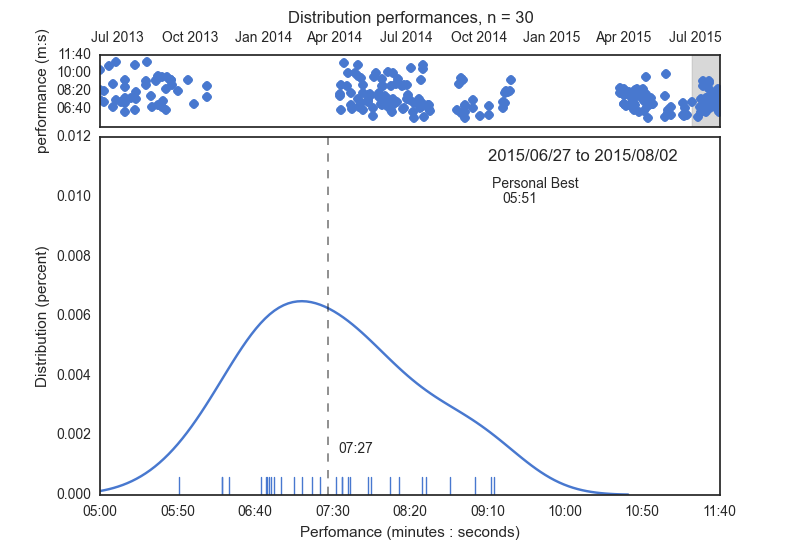 Distribution performances, n = 30
Jul 2013 Oct 2013 Jan 2014 Apr 2014 Jul 2014 Oct 2014 Jan 2015 Apr 2015 Jul 2015
performance (m:s)
11:40
10:00
08:20
06:40
Distribution (percent)
0.012
0.010
0.008
0.006
0.004
0.002
0.000
2015/06/27 to 2015/08/02
Personal Best
05:51
07:27
05:00 05:50 06:40 07:30 08:20 09:10 10:00 10:50 11:40
Perfomance (minutes : seconds)